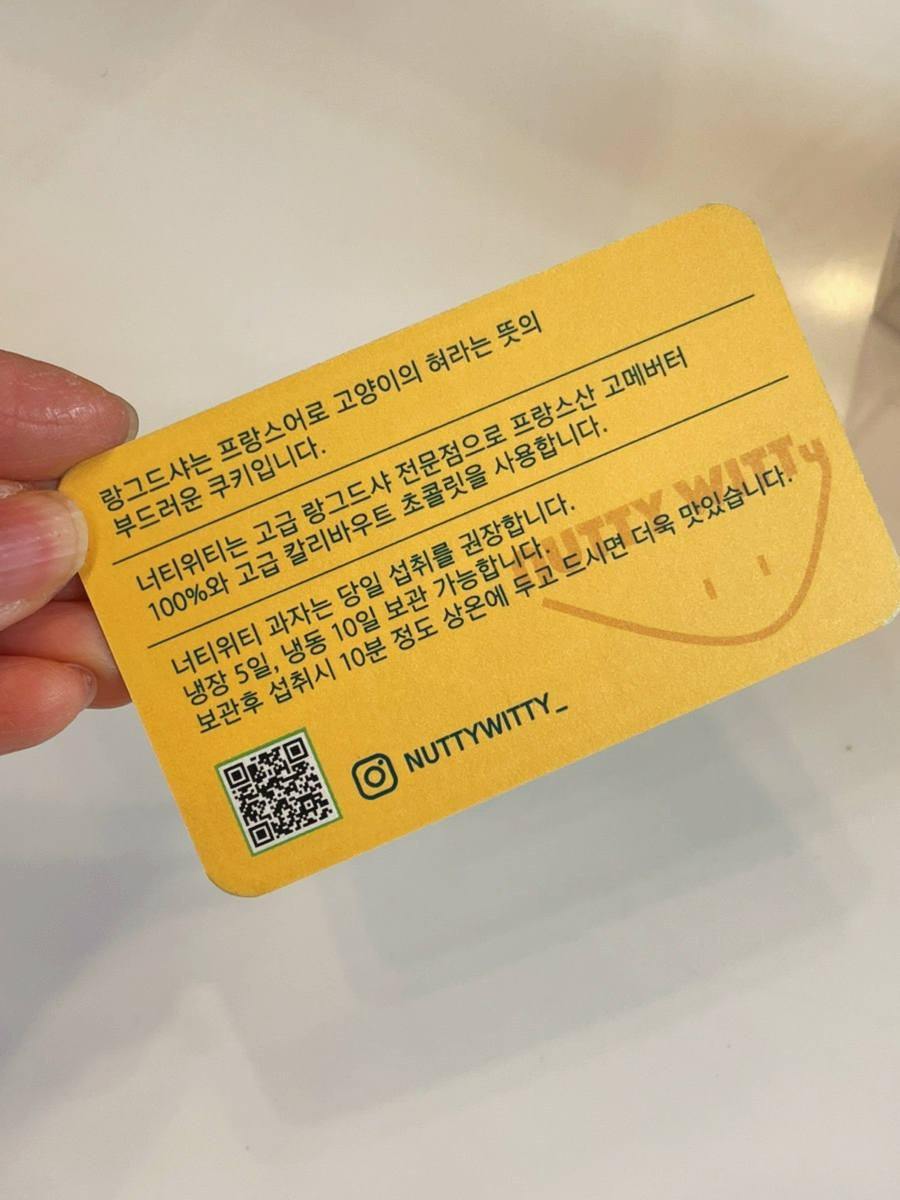 랑그드샤는 프랑스어로 고양이의 혀라는 뜻의
부드러운 쿠키입니다.
너티위티는 고급 랑그드샤 전문점으로 프랑스산 고메버터
100%와 고급 칼리바우트 초콜릿을 사용합니다.
너티위티 과자는 당일 섭취를 권장합니다.
냉장 5일, 냉동 10일 보관 가능합니다.
보관후 섭취시 10분 정도 상온에 두고 드시면 더욱 맛있습니다.
NUTTY WITTy
NUTTYWITTY_